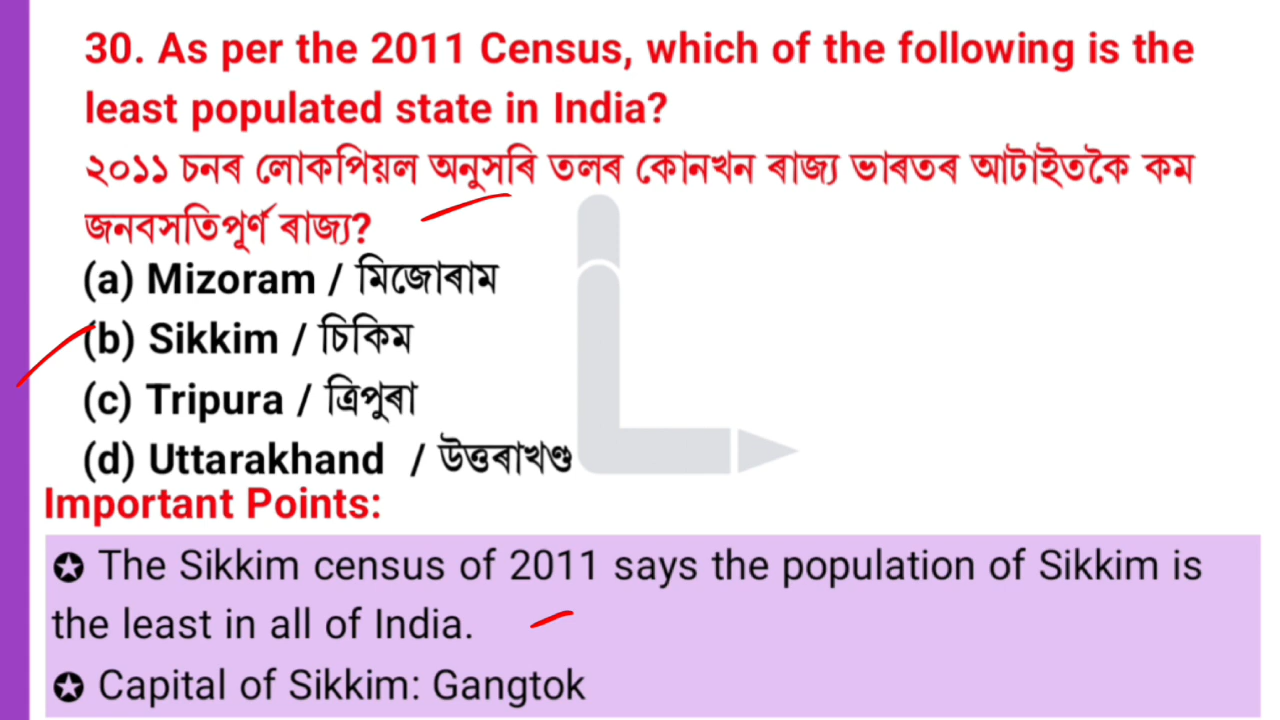 30. As per the 2011 Census, which of the following is the
least populated state in India?
২০১১ চনৰ লোকপিয়ল অনুসৰি তলৰ কোনখন ৰাজ্য ভাৰতৰ আটাইতকৈ কম
জনবসতিপূৰ্ণ ৰাজ্য?
(a) Mizoram / মিজোৰাম
(b) Sikkim / চিকিম
(c) Tripura / ত্ৰিপুৰা
(d) Uttarakhand / উত্তৰাখণ্ড
Important Points:
✪ The Sikkim census of 2011 says the population of Sikkim is
the least in all of India.
✪ Capital of Sikkim: Gangtok